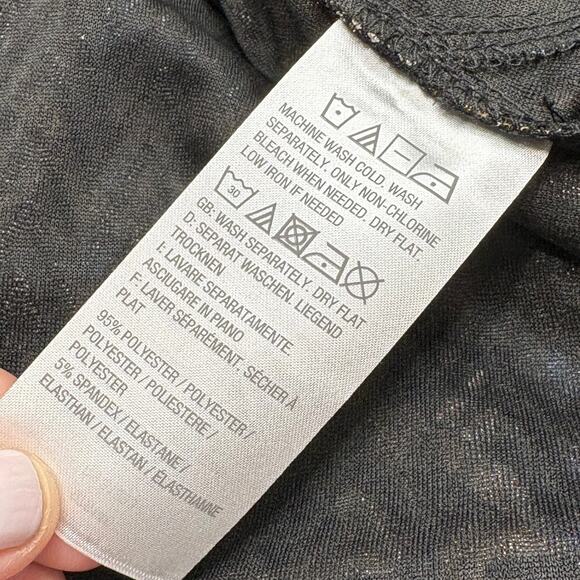 MACHINE WASH COLD. WASH
SEPARATELY. ONLY NON-CHLORINE
BLEACH WHEN NEEDED. DRY FLAT.
LOW IRON IF NEEDED
30
GB: WASH SEPARATELY. DRY FLAT
D: SEPARAT WASCHEN. LIEGEND
TROCKNEN
I: LAVARE SEPARATAMENTE.
ASCIUGARE IN PIANO
F: LAVER SÉPARÉMENT. SÉCHER À
PLAT
95% POLYESTER / POLYESTER /
POLYESTER / POLIESTERE /
POLYESTER
5% SPANDEX / ELASTANE /
ELASTHAN / ELASTAN / ÉLASTHANNE